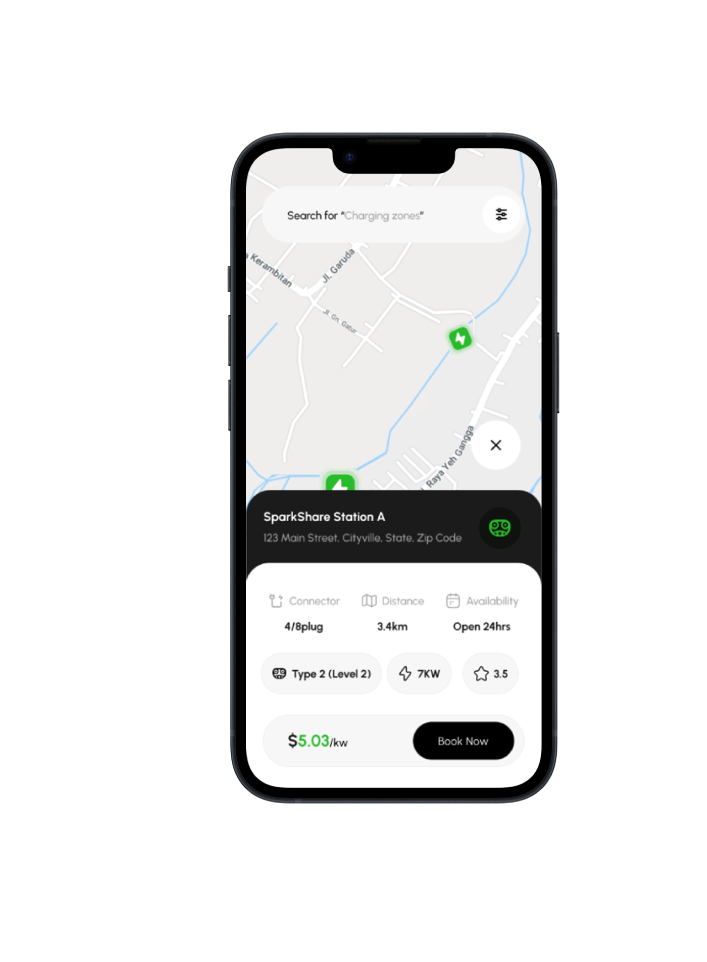 Search for “Charging zones”
Kerambitan
Jl. Garuda
Jl. Gn. Gatur
l. Raya Yeh Gangga
SparkShare Station A
123 Main Street, Cityville, State, Zip Code
Connector
Distance
Availability
4/8plug
3.4km
Open 24hrs
Type 2 (Level 2)
7KW
3.5
$5.03/kw
Book Now